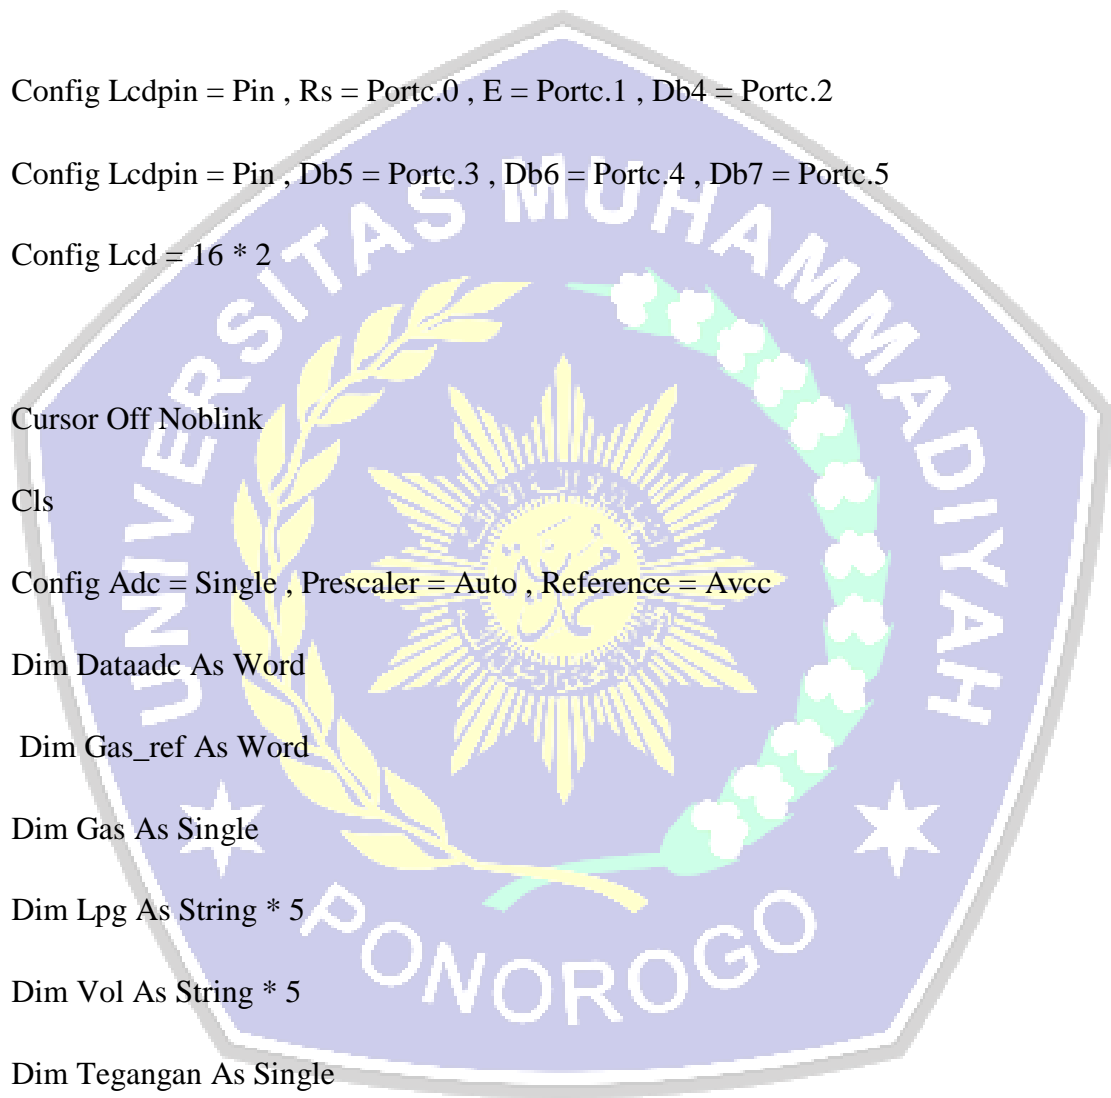 Config Lcdpin = Pin , Rs = Portc.0 , E = Portc.1 , Db4 = Portc.2
Config Lcdpin = Pin , Db5 = Portc.3 , Db6 = Portc.4 , Db7 = Portc.5
Config Lcd = 16 * 2
Cursor Off Noblink
Cls
Config Adc = Single , Prescaler = Auto , Reference = Avcc
Dim Dataadc As Word
Dim Gas_ref As Word
Dim Gas As Single
Dim Lpg As String * 5
Dim Vol As String * 5
Dim Tegangan As Single
UNIVERSITAS MUHAMMADIYAH
PONOROGO